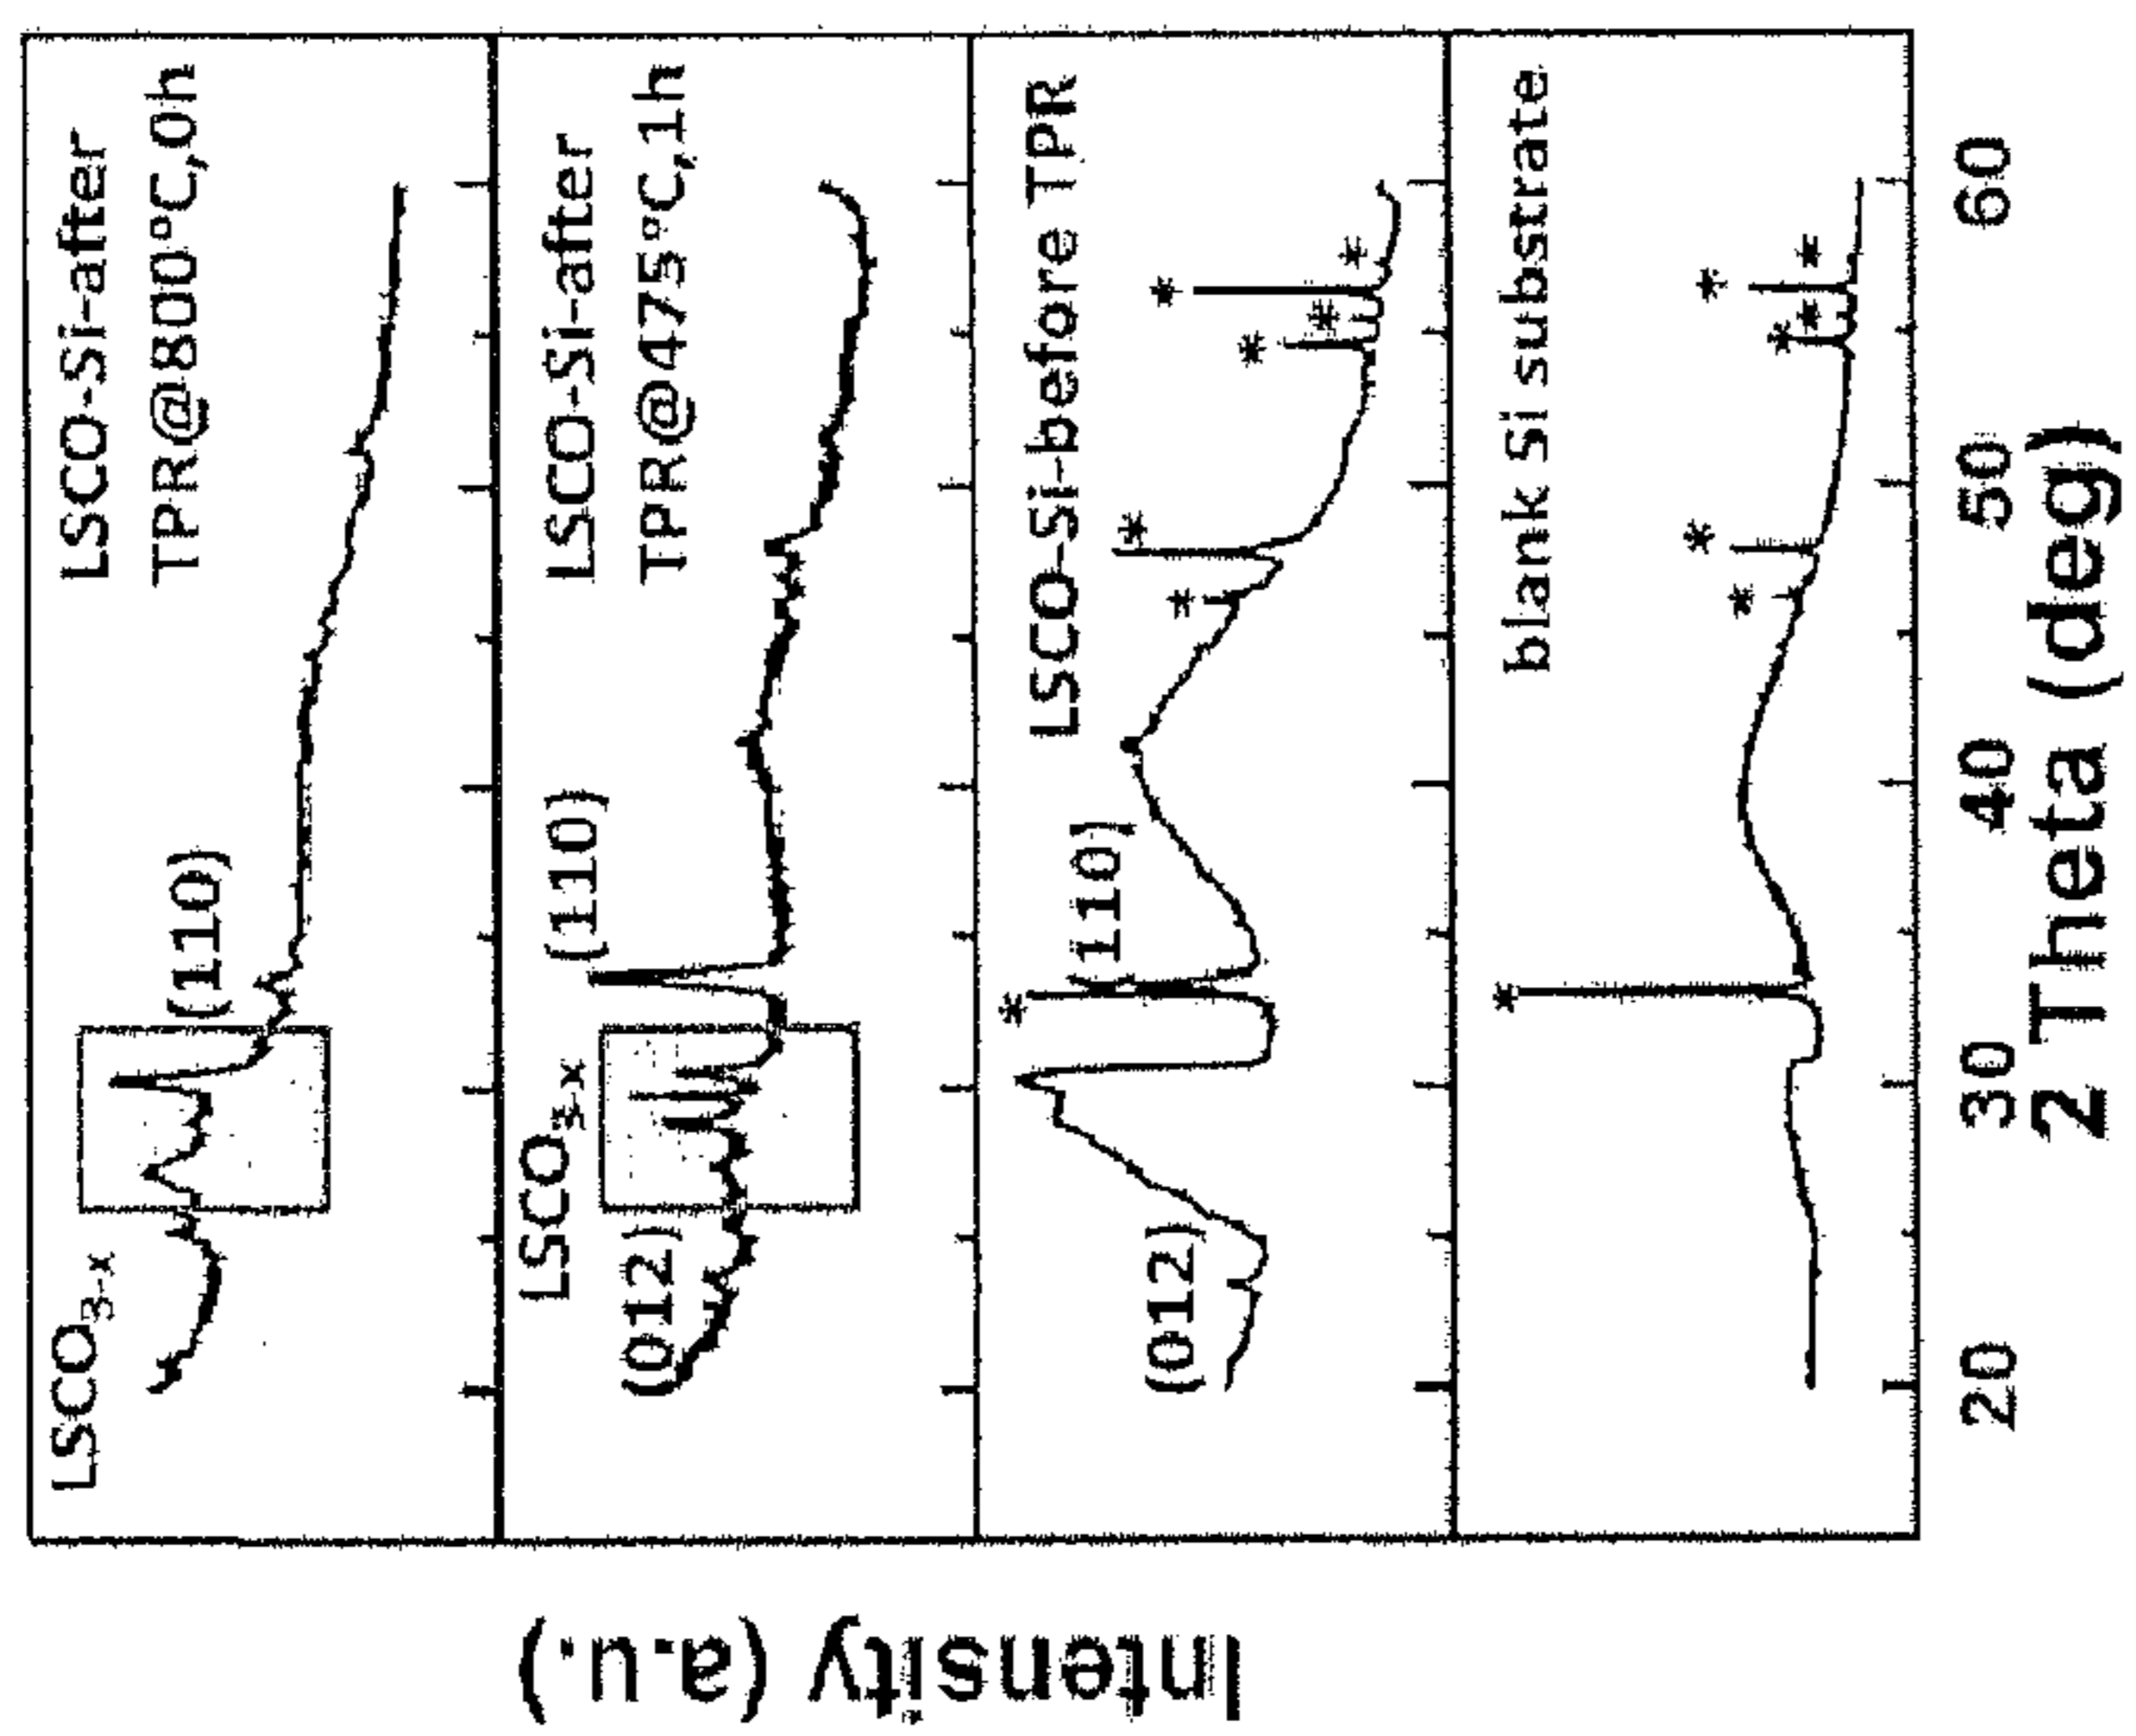 LSCO-Si-after
TPR@800°C,0h
LSCO3-x
(110)
LSCO-Si-after
TPR@475°C,1h
LSCO3-x
(012)
(110)
LSCO-Si-before TPR
(012)
*
(110)
*
*
*
*
*
*
blank Si substrate
*
*
*
*
*
*
*
20
30
40
50
60
2 Theta (deg)
Intensity (a.u.)